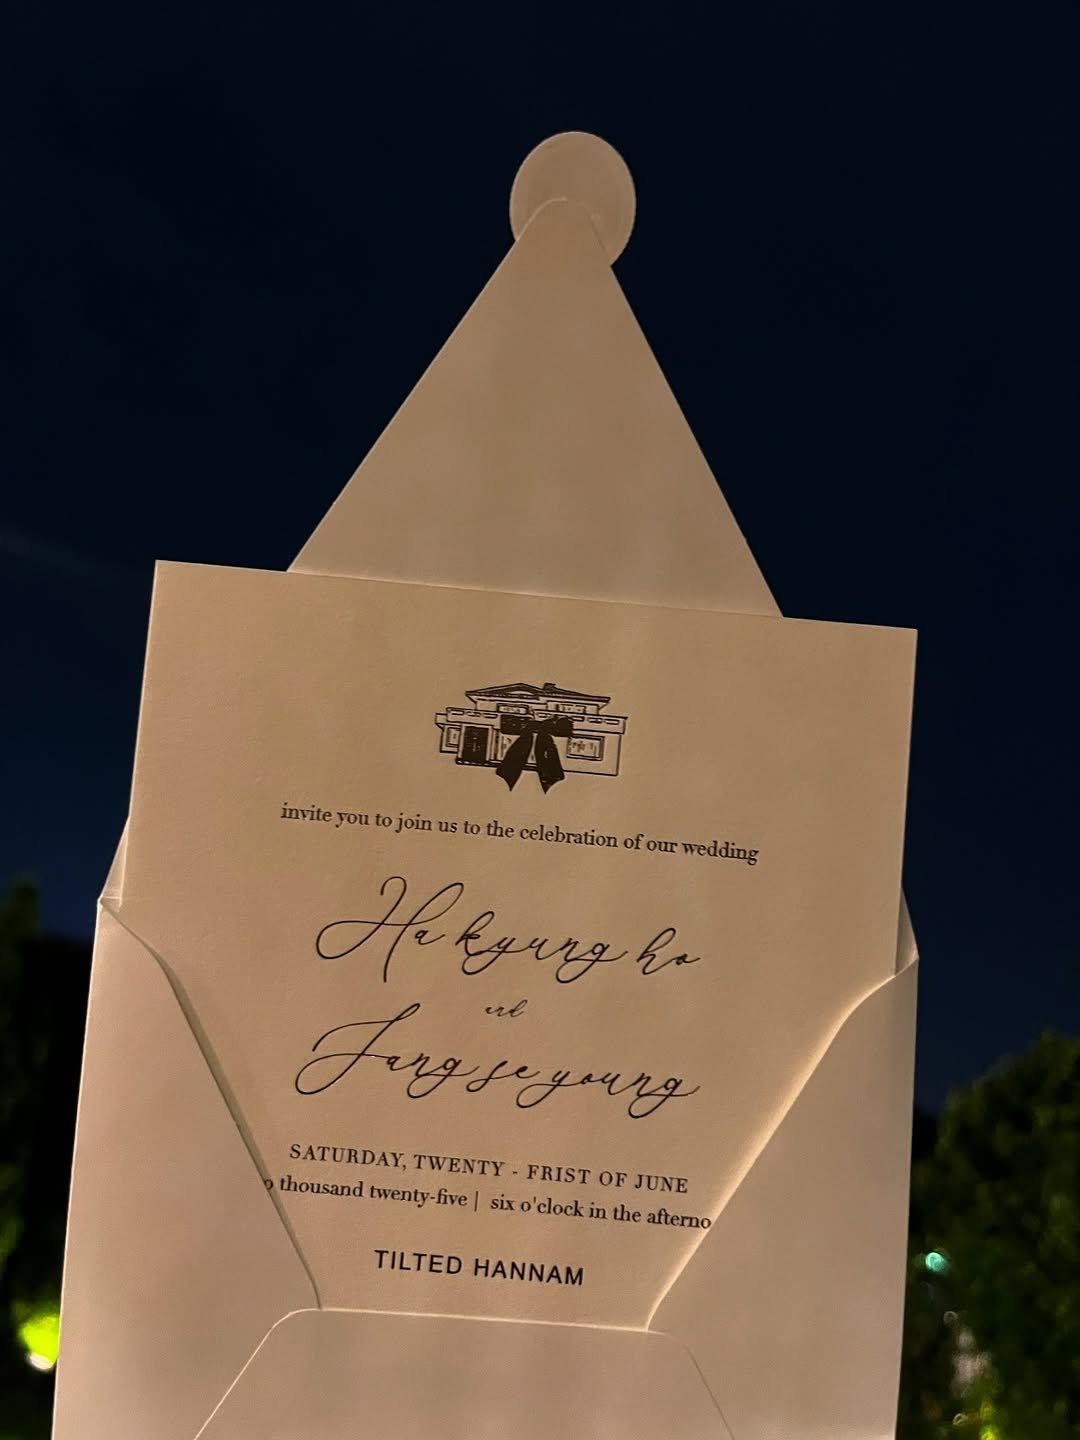 invite you to join us to the celebration of our wedding
Ha kyung ho
and
Jang se young
SATURDAY, TWENTY - FRIST OF JUNE
o thousand twenty-five | six o'clock in the afterno
TILTED HANNAM